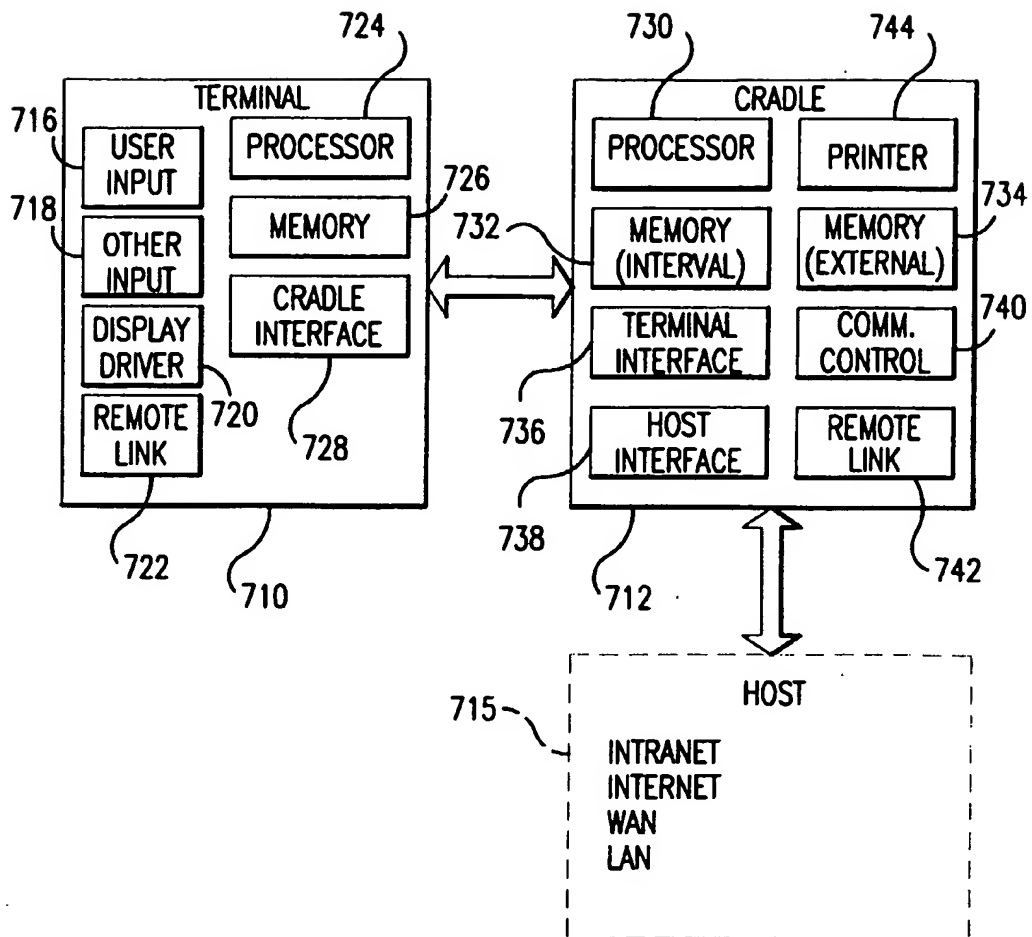 724
730
744
TERMINAL
CRADLE
716
USER
INPUT
PROCESSOR
PROCESSOR
PRINTER
718
OTHER
INPUT
MEMORY
726
732
MEMORY
(INTERVAL)
MEMORY
(EXTERNAL)
734
DISPLAY
DRIVER
720
CRADLE
INTERFACE
728
TERMINAL
INTERFACE
736
COMM.
CONTROL
740
REMOTE
LINK
722
710
HOST
INTERFACE
738
REMOTE
LINK
742
712
715
HOST
INTRANET
INTERNET
WAN
LAN